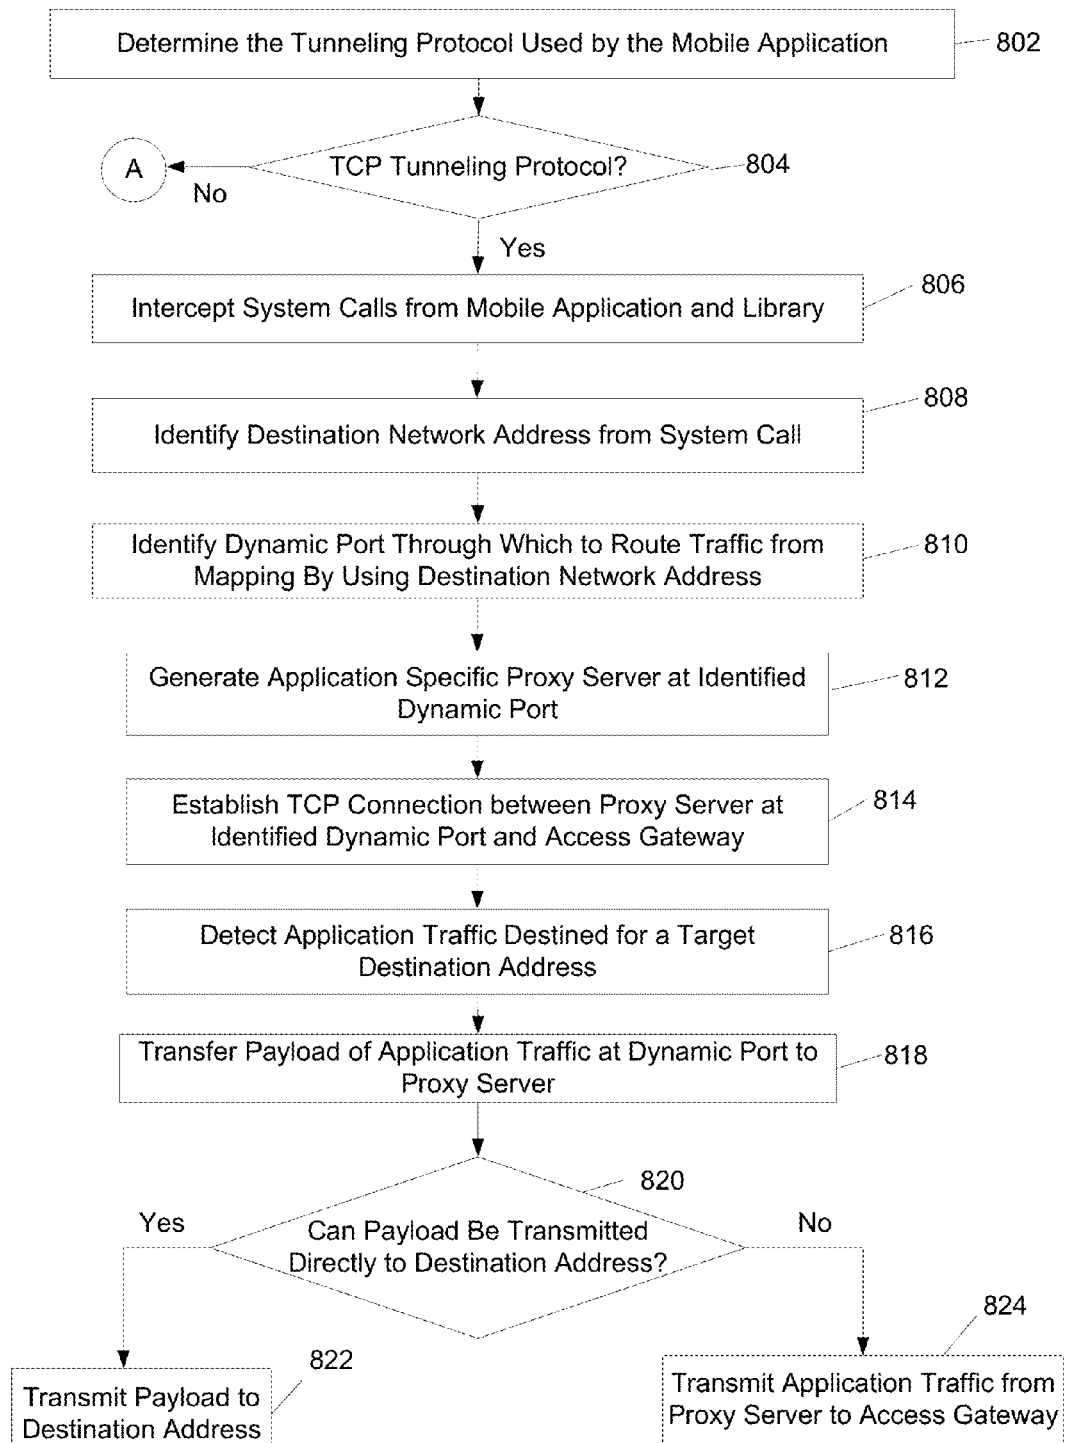 Determine the Tunneling Protocol Used by the Mobile Application
802
TCP Tunneling Protocol?
804
A
No
Yes
Intercept System Calls from Mobile Application and Library
806
Identify Destination Network Address from System Call
808
Identify Dynamic Port Through Which to Route Traffic from
Mapping By Using Destination Network Address
810
Generate Application Specific Proxy Server at Identified
Dynamic Port
812
Establish TCP Connection between Proxy Server at
Identified Dynamic Port and Access Gateway
814
Detect Application Traffic Destined for a Target
Destination Address
816
Transfer Payload of Application Traffic at Dynamic Port to
Proxy Server
818
820
Yes
Can Payload Be Transmitted
Directly to Destination Address?
No
822
Transmit Payload to
Destination Address
824
Transmit Application Traffic from
Proxy Server to Access Gateway